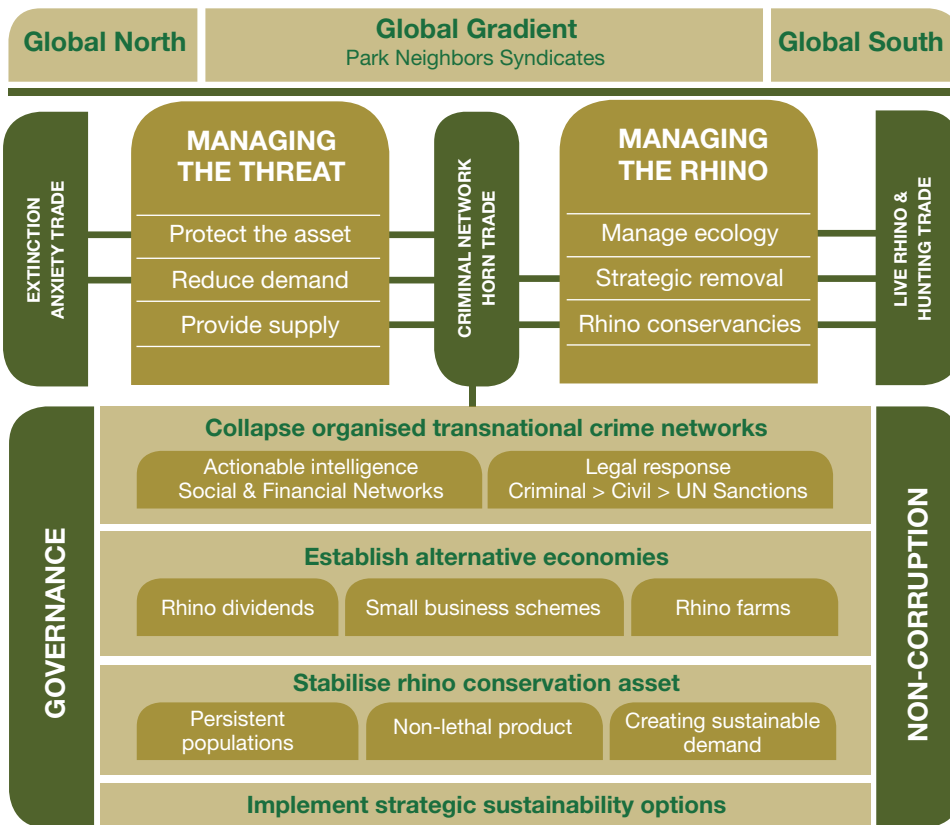 Global North
Global Gradient
Park Neighbors Syndicates
Global South
EXTINCTION
ANXIETY TRADE
MANAGING
THE THREAT
Protect the asset
Reduce demand
Provide supply
CRIMINAL NETWORK
HORN TRADE
MANAGING
THE RHINO
Manage ecology
Strategic removal
Rhino conservancies
LIVE RHINO &
HUNTING TRADE
GOVERNANCE
Collapse organised transnational crime networks
Actionable intelligence
Social & Financial Networks
Legal response
Criminal > Civil > UN Sanctions
Establish alternative economies
Rhino dividends
Small business schemes
Rhino farms
Stabilise rhino conservation asset
Persistent
populations
Non-lethal product
Creating sustainable
demand
Implement strategic sustainability options
NON-CORRUPTION